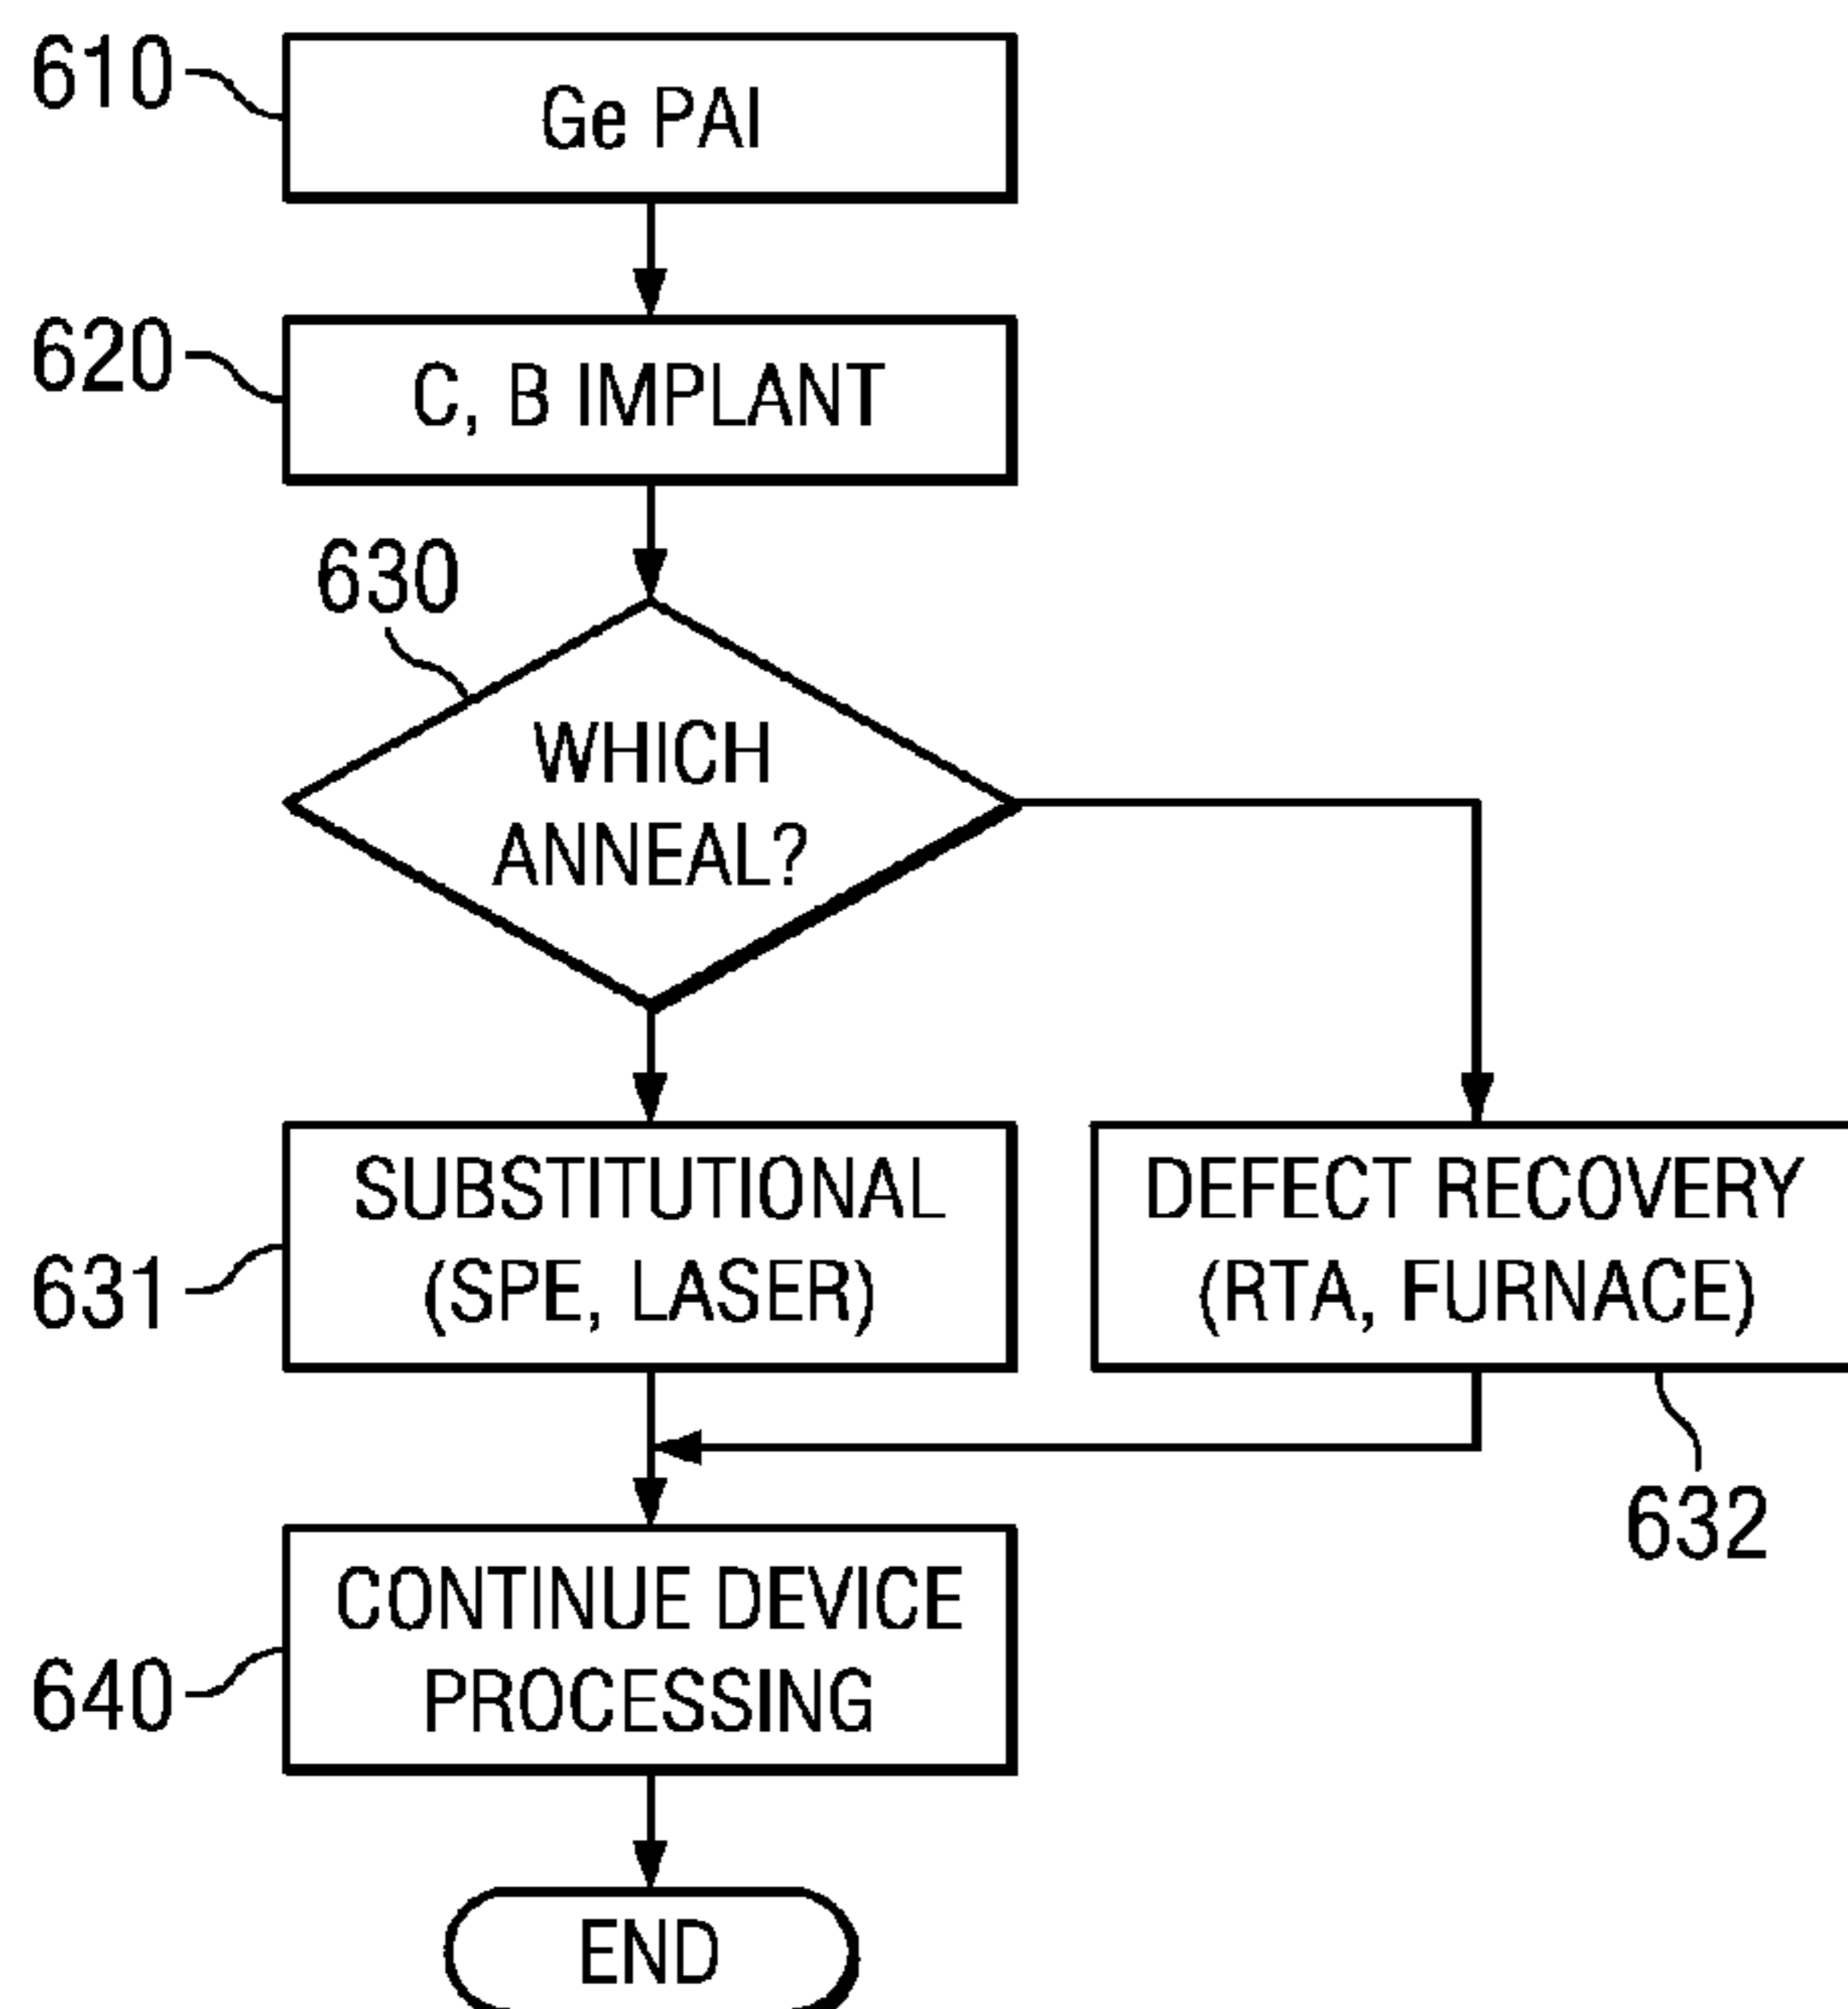 610
Ge PAI
620
C, B IMPLANT
630
WHICH
ANNEAL?
631
SUBSTITUTIONAL
(SPE, LASER)
DEFECT RECOVERY
(RTA, FURNACE)
632
640
CONTINUE DEVICE
PROCESSING
END